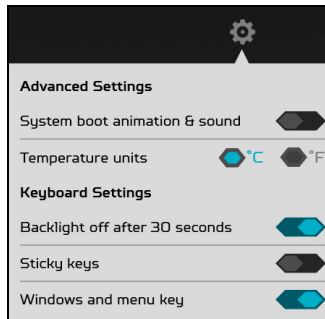 Advanced Settings
System boot animation & sound
Temperature units °C °F
Keyboard Settings
Backlight off after 30 seconds
Sticky keys
Windows and menu key